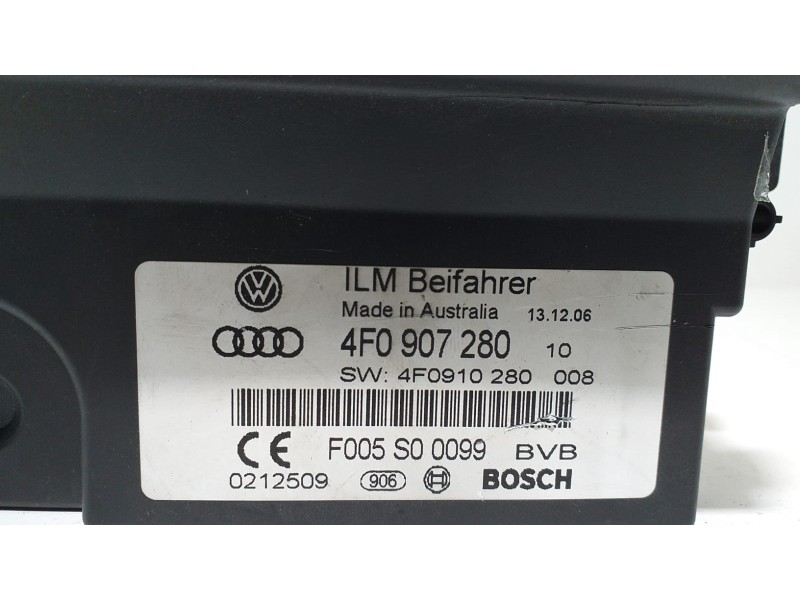 ILM Beifahrer
Made in Australia 13.12.06
4F0 907 280 10
SW: 4F0910 280 008
CE F005 S0 0099 BVB
0212509 906 BOSCH